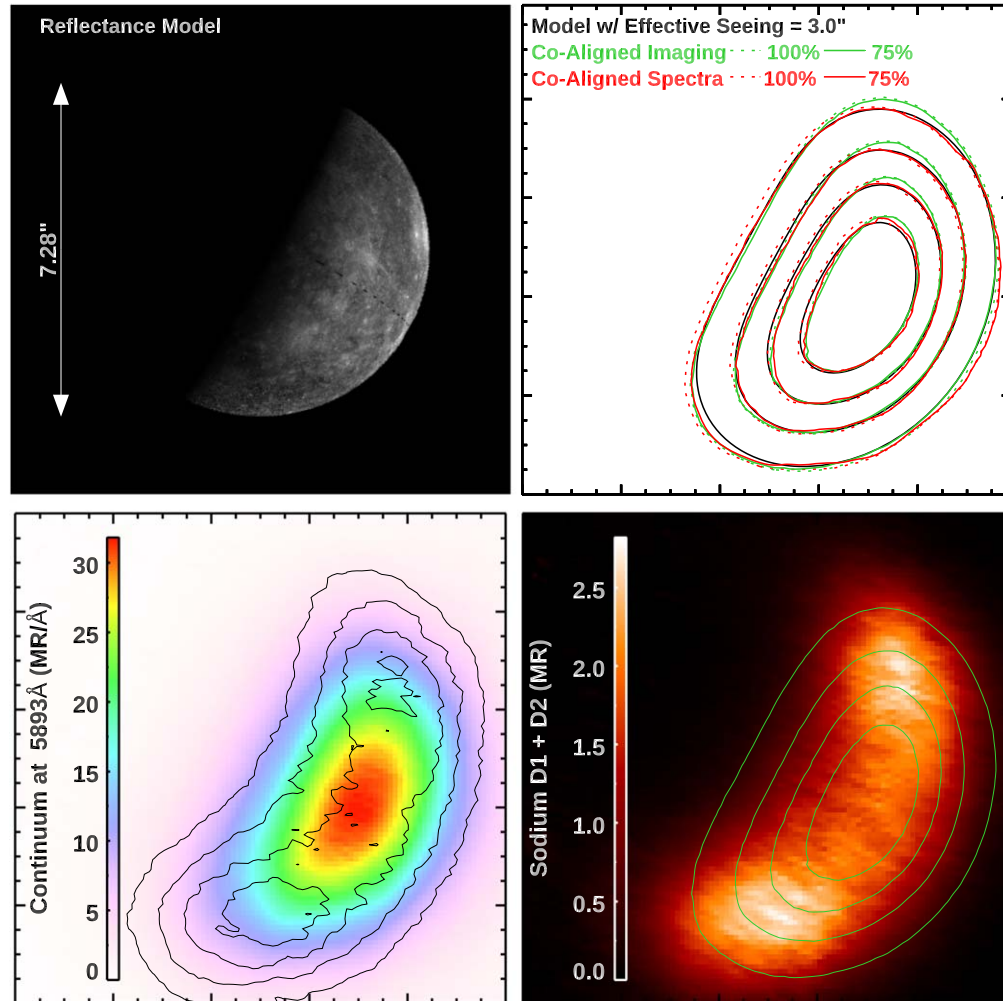 Reflectance Model
7.28"
Model w/ Effective Seeing = 3.0"
Co-Aligned Imaging 100% 75%
Co-Aligned Spectra 100% 75%
Continuum at 5893Å (MR/Å)
30
25
20
15
10
5
0
Sodium D1 + D2 (MR)
2.5
2.0
1.5
1.0
0.5
0.0